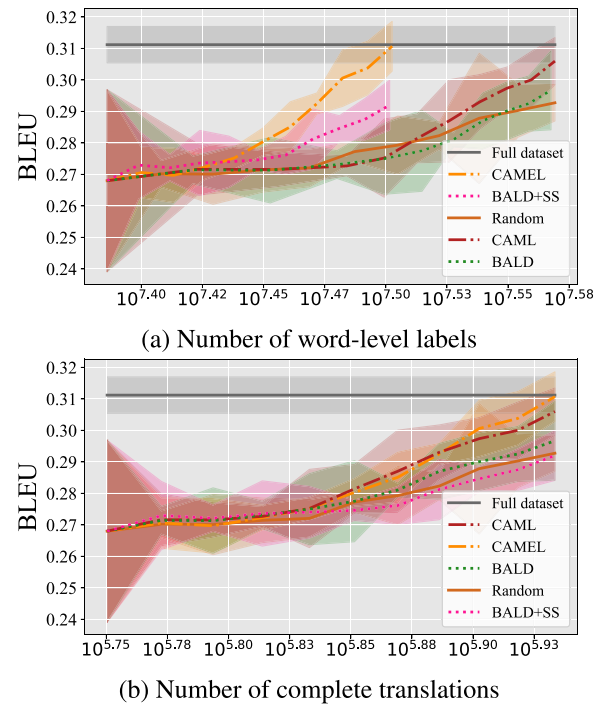 0.32
0.31
0.30
0.29
0.28
0.27
0.26
0.25
0.24
BLEU
Full dataset
CAMEL
BALD+SS
Random
CAML
BALD
10^7.40 10^7.42 10^7.45 10^7.47 10^7.50 10^7.53 10^7.55 10^7.58
(a) Number of word-level labels
0.32
0.31
0.30
0.29
0.28
0.27
0.26
0.25
0.24
BLEU
Full dataset
CAML
CAMEL
BALD
Random
BALD+SS
10^5.75 10^5.78 10^5.80 10^5.83 10^5.85 10^5.88 10^5.90 10^5.93
(b) Number of complete translations